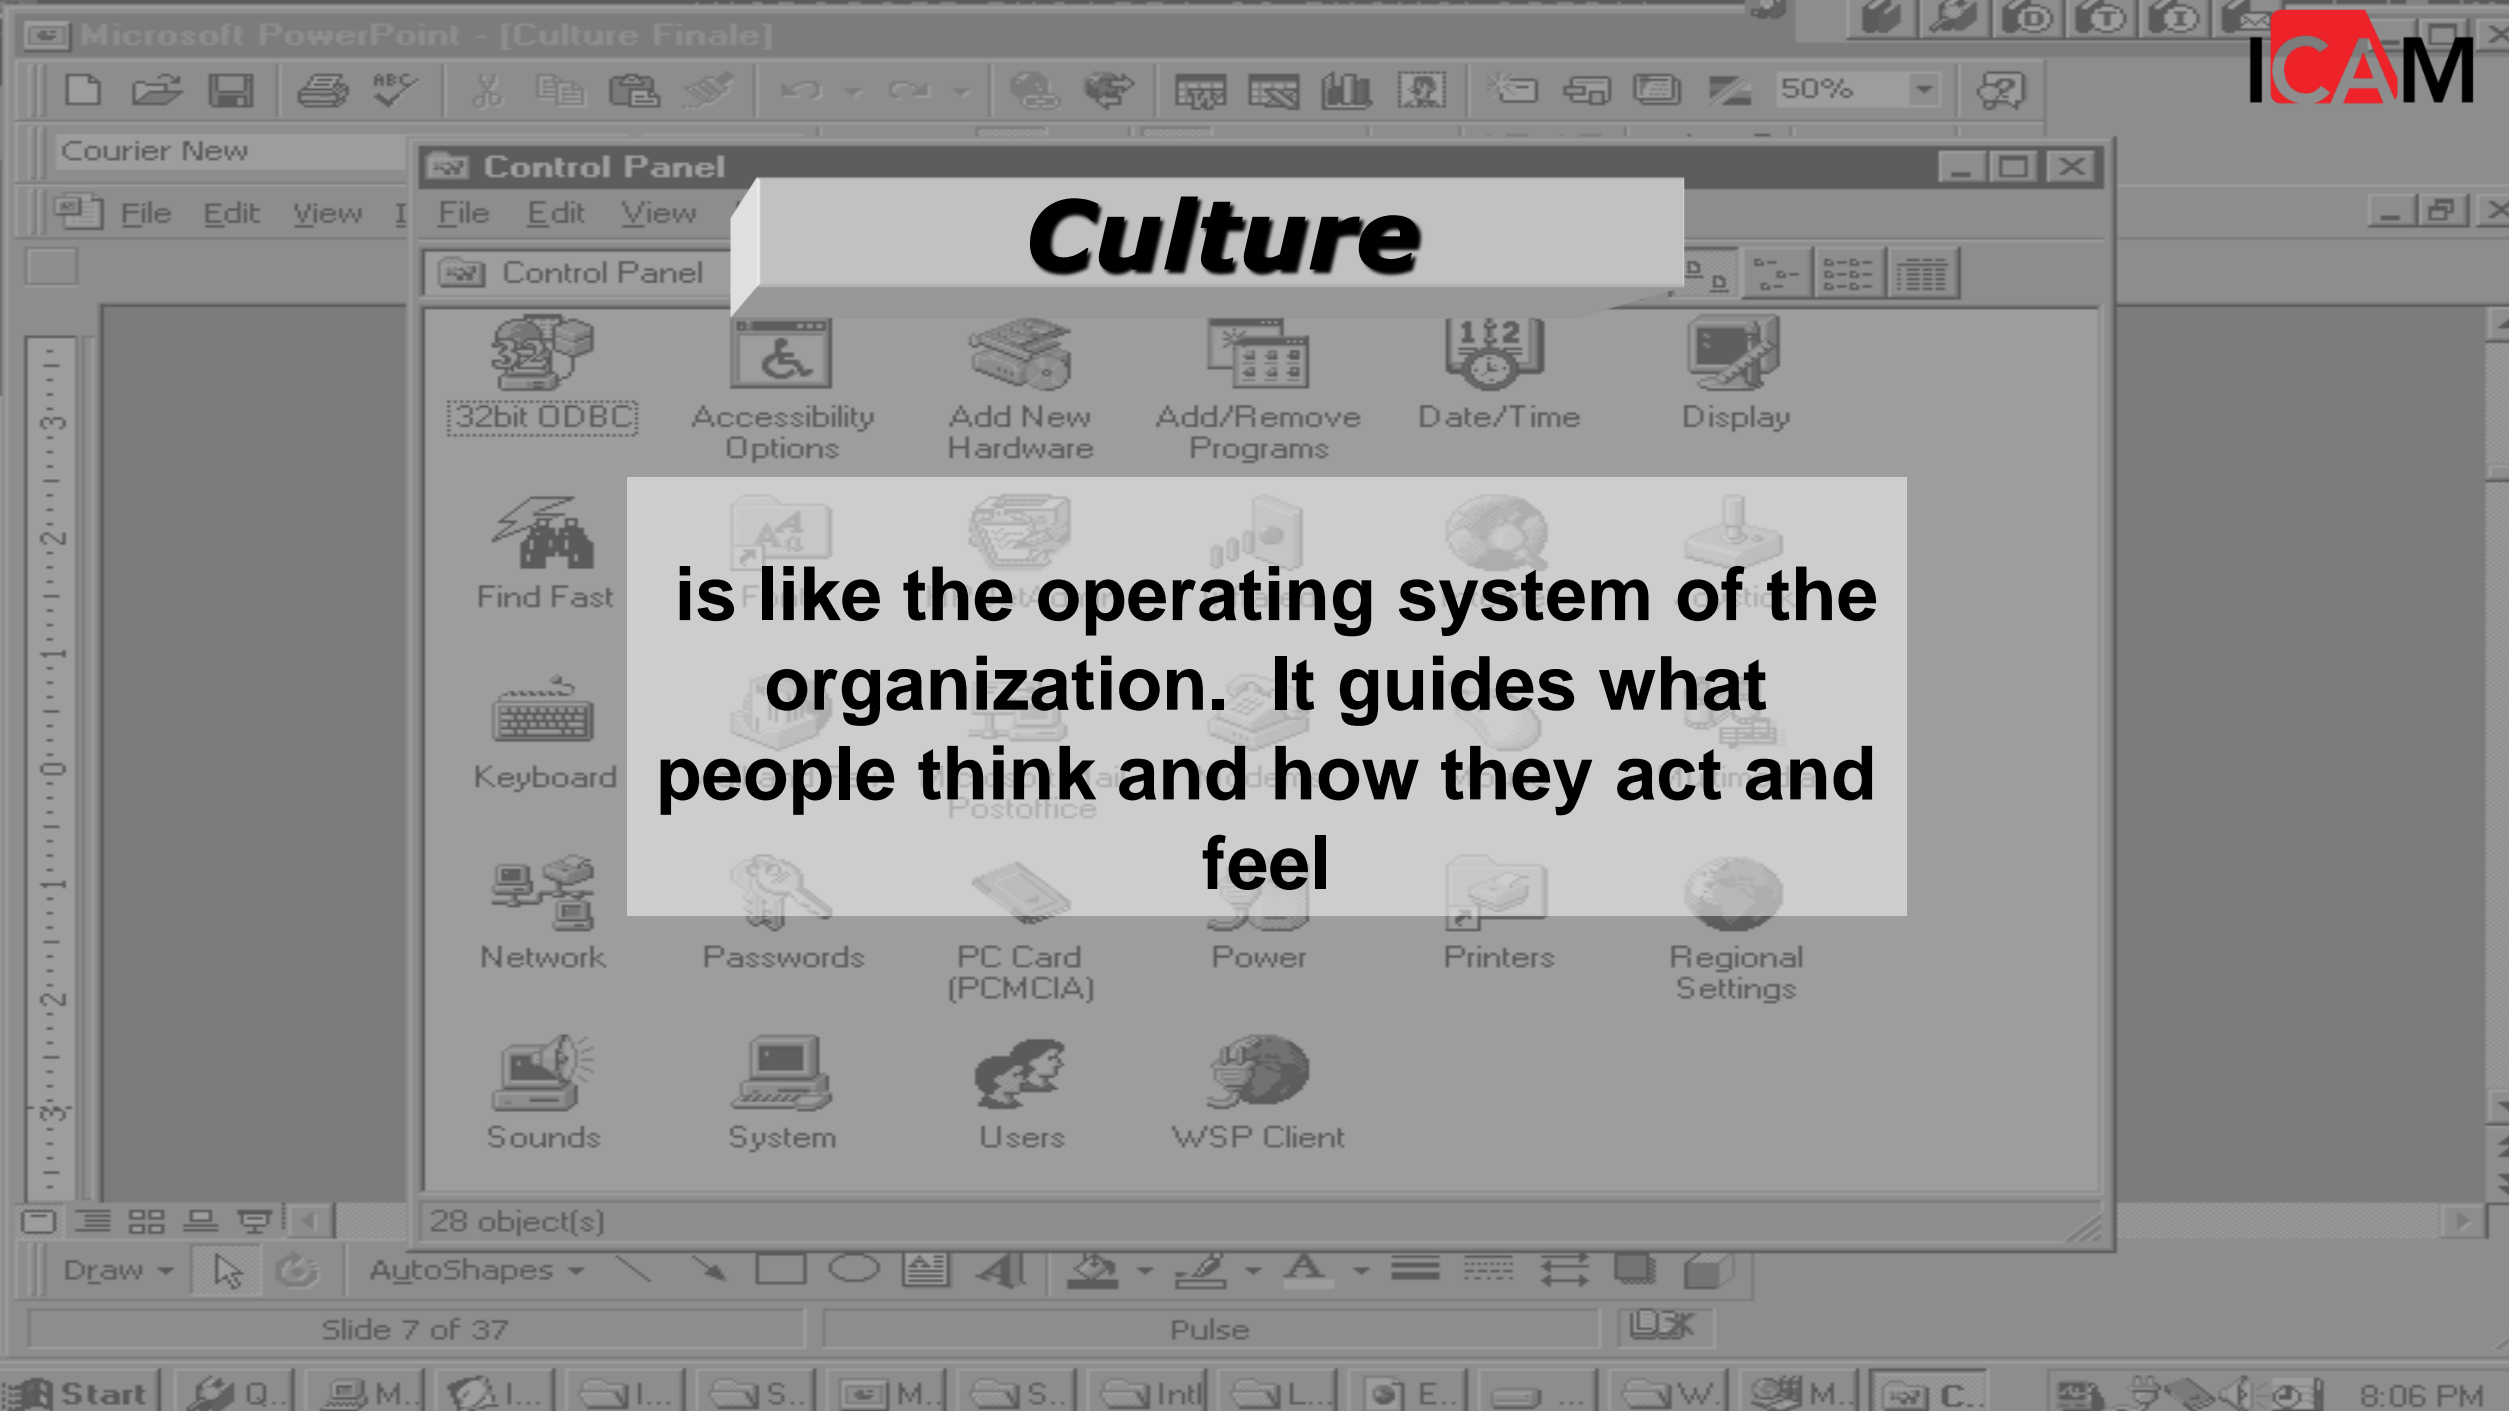 Microsoft PowerPoint - [Culture Finale]
ICAM
50%
Courier New
Control Panel
File Edit View
File Edit View
Culture
Control Panel
32bit ODBC
Accessibility Options
Add New Hardware
Add/Remove Programs
Date/Time
Display
Find Fast
is like the operating system of the
organization. It guides what
people think and how they act and
feel
Keyboard
Postoffice
Network
Passwords
PC Card (PCMCIA)
Power
Printers
Regional Settings
Sounds
System
Users
WSP Client
28 object(s)
Draw
AutoShapes
Slide 7 of 37
Pulse
Start Q.. M.. I... I... S.. M.. S.. Intl L... E.. ... W. M.. C..
8:06 PM